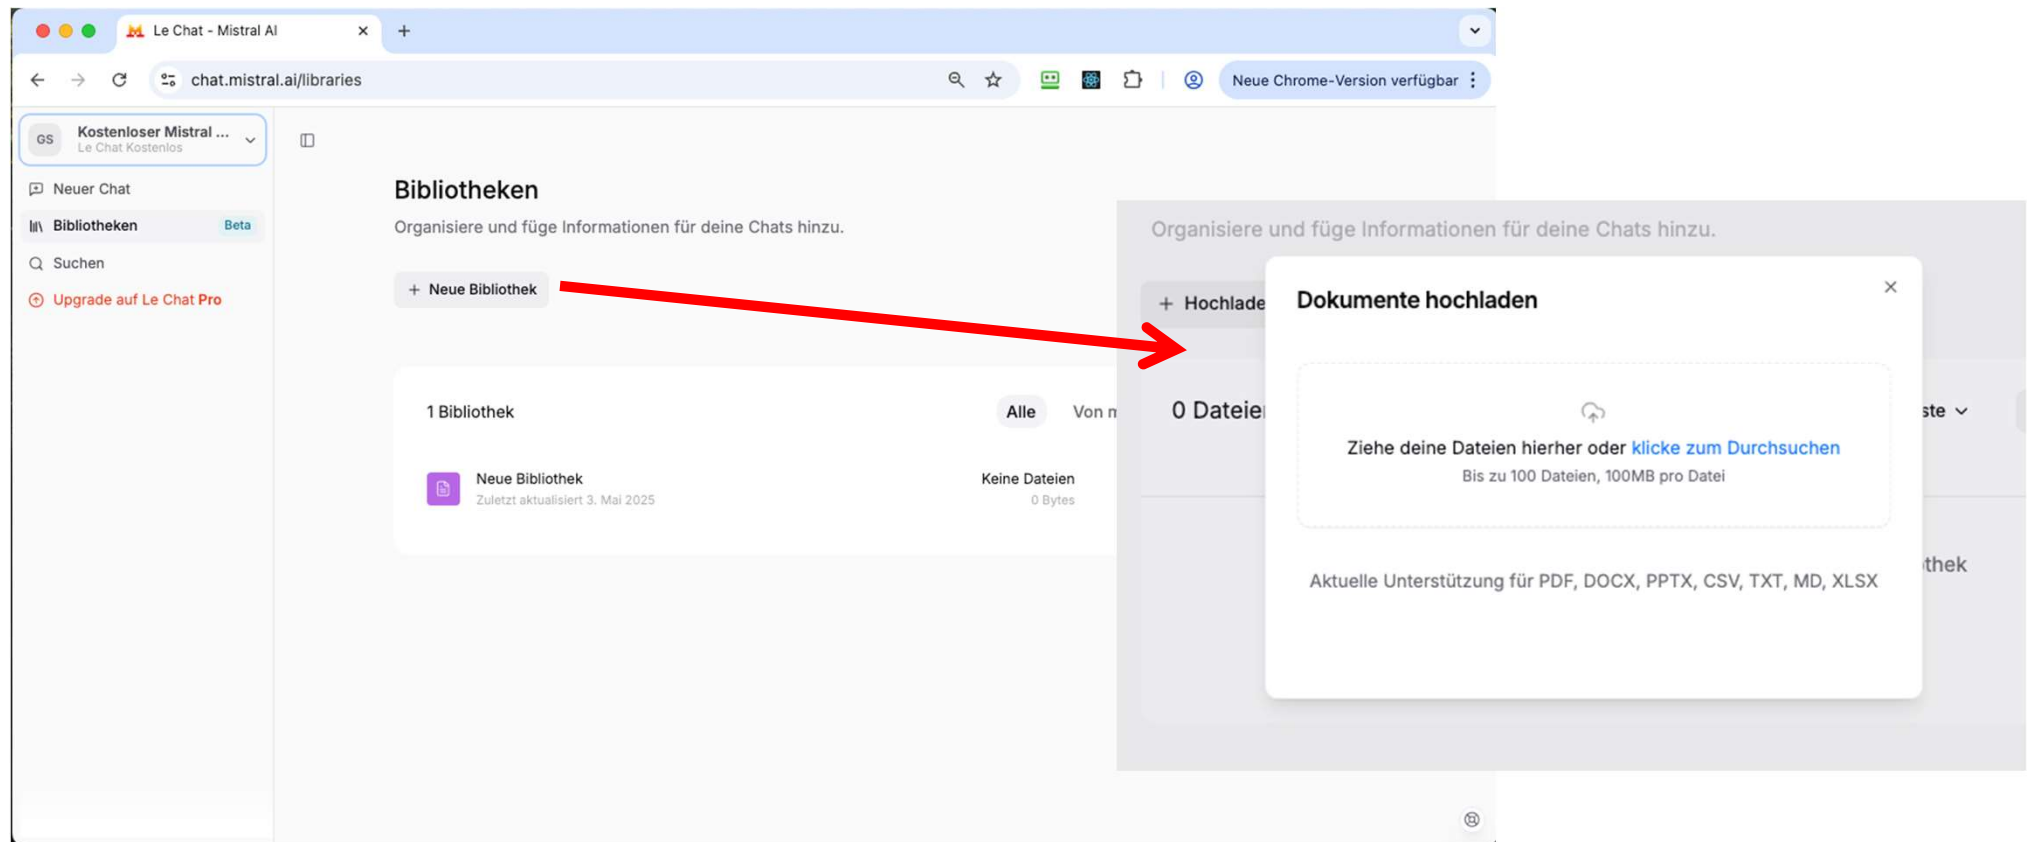 Le Chat - Mistral AI
chat.mistral.ai/libraries
Neue Chrome-Version verfügbar
GS
Kostenloser Mistral ...
Le Chat Kostenlos
Neuer Chat
Bibliotheken Beta
Suchen
Upgrade auf Le Chat Pro
Bibliotheken
Organisiere und füge Informationen für deine Chats hinzu.
+ Neue Bibliothek
1 Bibliothek Alle Von m
Neue Bibliothek Keine Dateien
Zuletzt aktualisiert 3. Mai 2025 0 Bytes
Organisiere und füge Informationen für deine Chats hinzu.
+ Hochlade
Dokumente hochladen
0 Dateie
ste
Ziehe deine Dateien hierher oder klicke zum Durchsuchen
Bis zu 100 Dateien, 100MB pro Datei
thek
Aktuelle Unterstützung für PDF, DOCX, PPTX, CSV, TXT, MD, XLSX